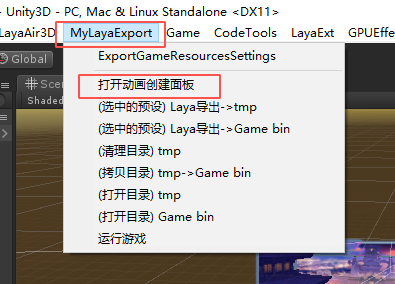 - Unity3D - PC, Mac & Linux Standalone <DX11>
LayaAir3D MyLayaExport Game CodeTools LayaExt GPUEffe
Global
Scene
Shaded
ExportGameResourcesSettings
打开动画创建面板
(选中的预设) Laya导出->tmp
(选中的预设) Laya导出->Game bin
(清理目录) tmp
(拷贝目录) tmp->Game bin
(打开目录) tmp
(打开目录) Game bin
运行游戏